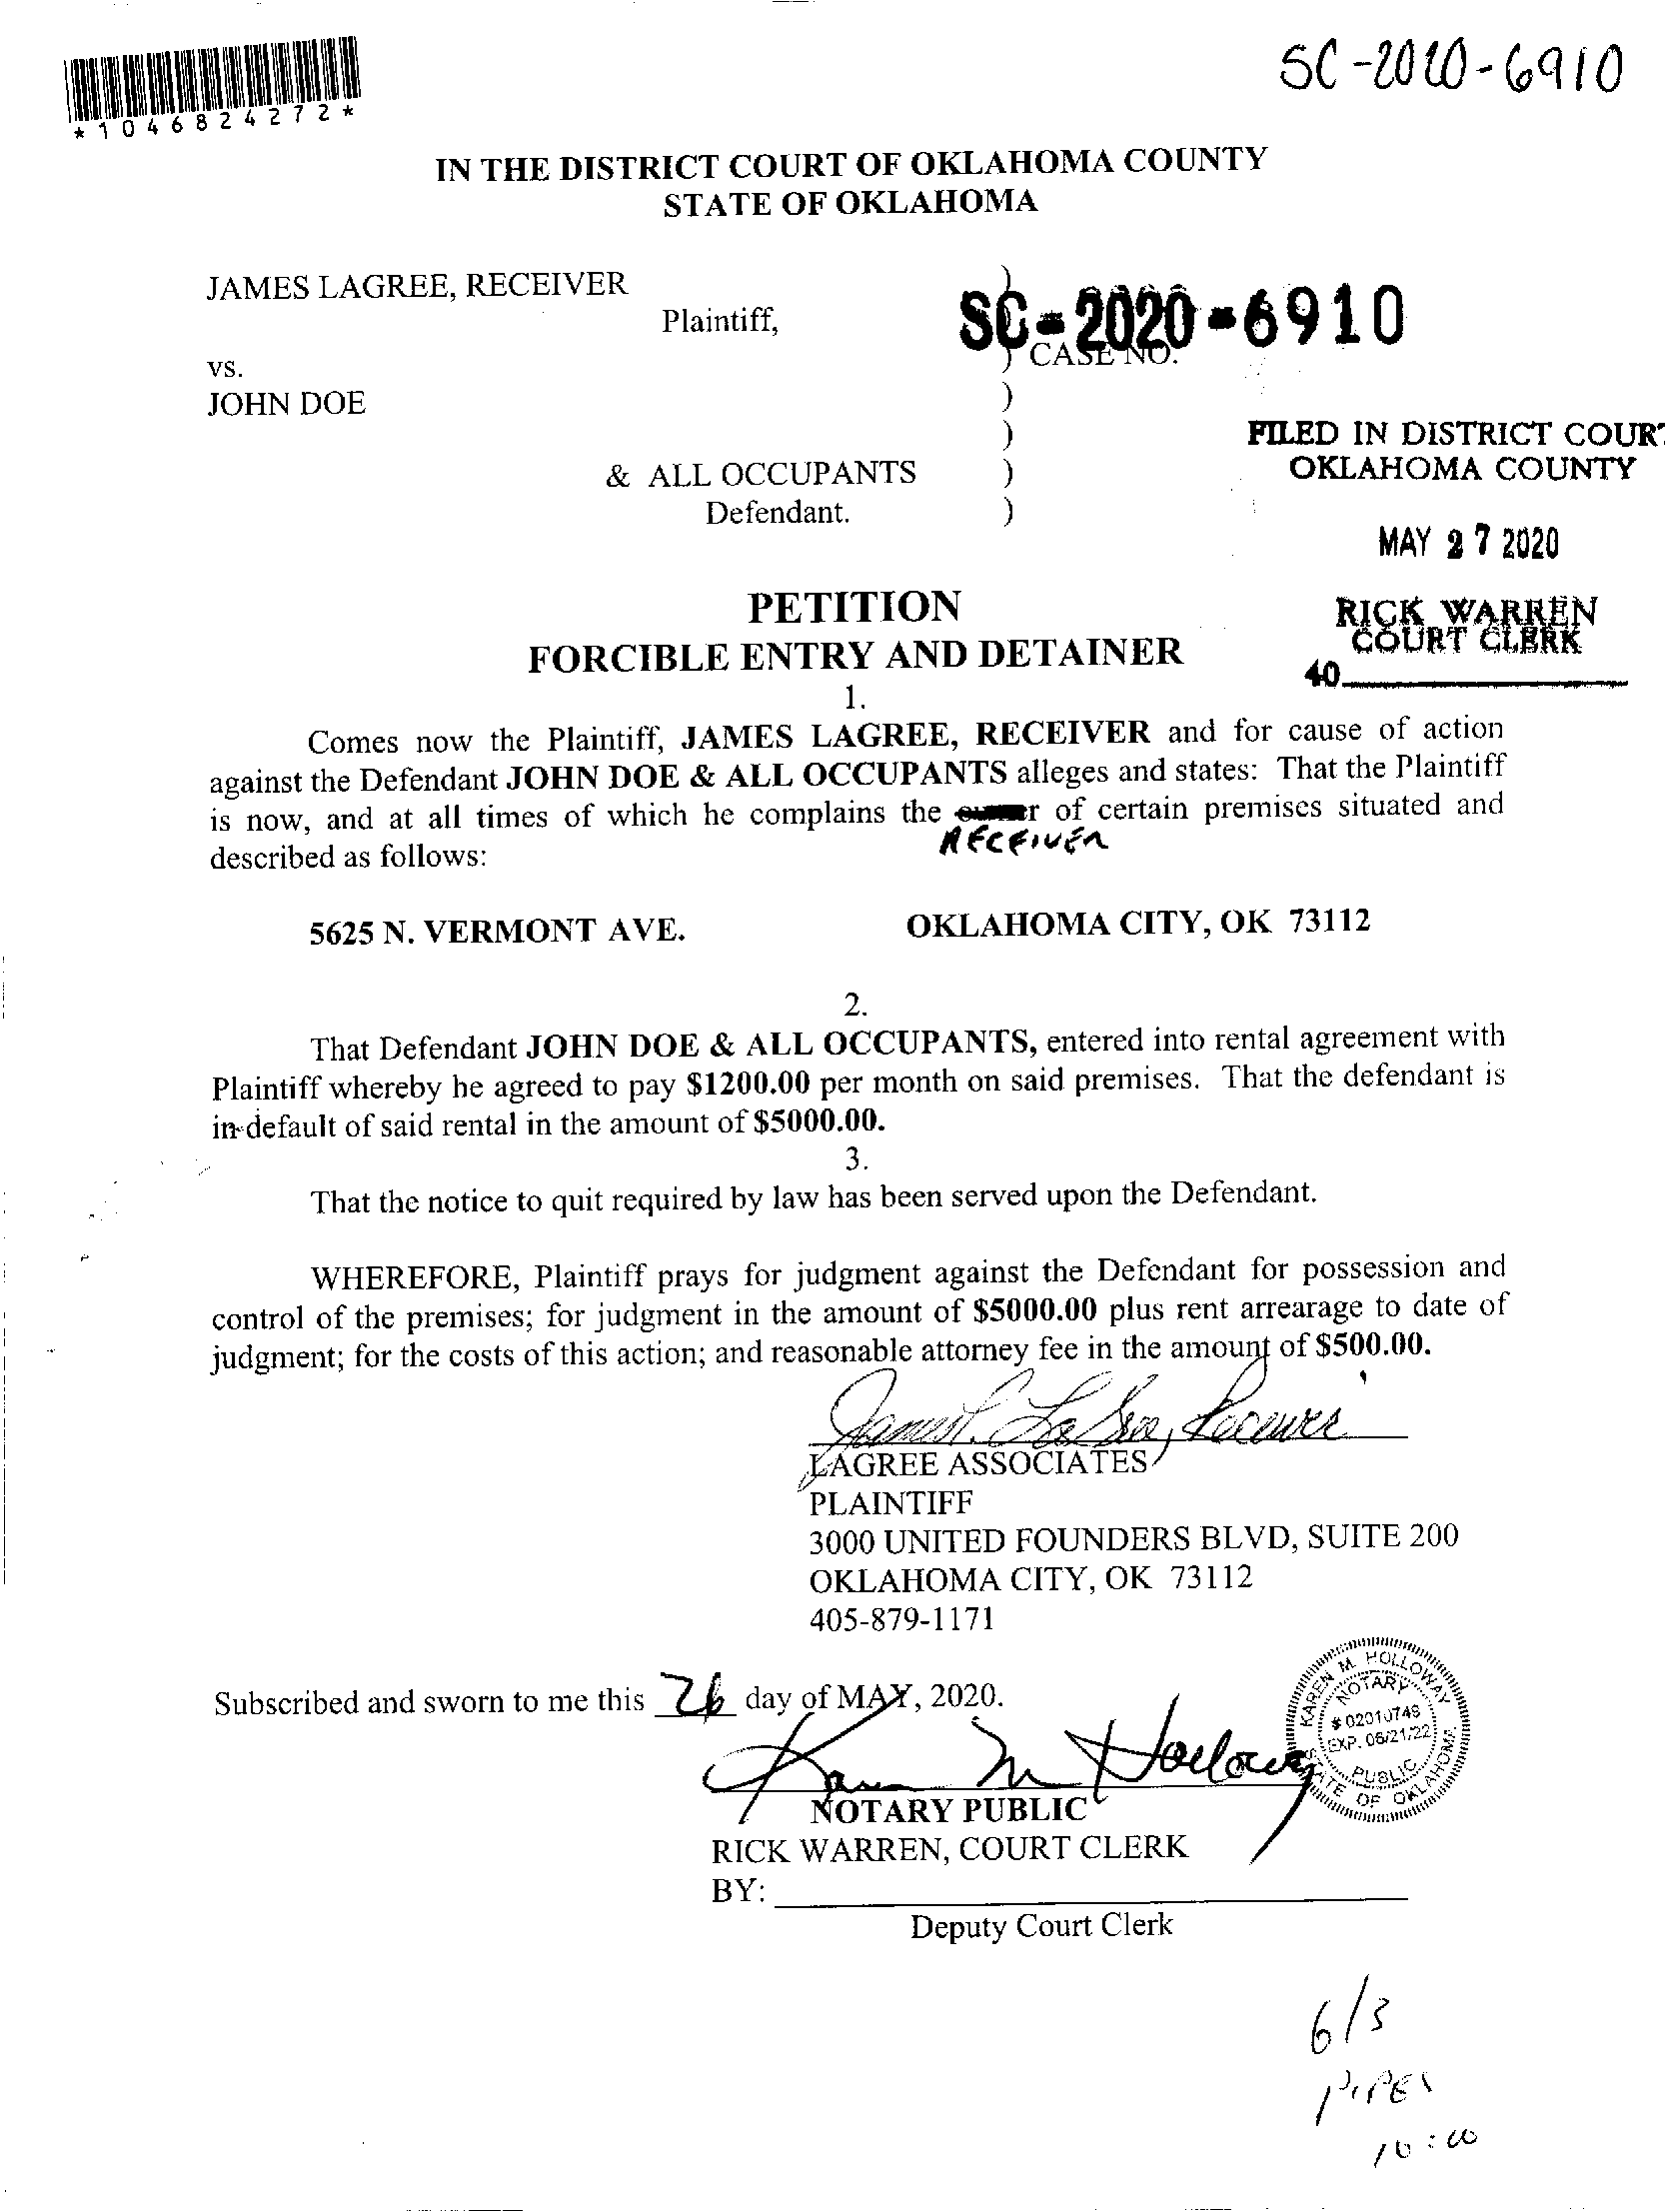 SC-2020-6910
*1046824272*
IN THE DISTRICT COURT OF OKLAHOMA COUNTY
STATE OF OKLAHOMA
JAMES LAGREE, RECEIVER
Plaintiff,
SC-2020-6910
) CASE NO.
vs.
JOHN DOE
FILED IN DISTRICT COURT
OKLAHOMA COUNTY
& ALL OCCUPANTS
Defendant.
MAY 27 2020
RICK WARREN
COURT CLERK
40
PETITION
FORCIBLE ENTRY AND DETAINER
1.
Comes now the Plaintiff, JAMES LAGREE, RECEIVER and for cause of action
against the Defendant JOHN DOE & ALL OCCUPANTS alleges and states: That the Plaintiff
is now, and at all times of which he complains the of certain premises situated and
RECEIVER
described as follows:
5625 N. VERMONT AVE. OKLAHOMA CITY, OK 73112
2.
That Defendant JOHN DOE & ALL OCCUPANTS, entered into rental agreement with
Plaintiff whereby he agreed to pay $1200.00 per month on said premises. That the defendant is
in default of said rental in the amount of $5000.00.
3.
That the notice to quit required by law has been served upon the Defendant.
WHEREFORE, Plaintiff prays for judgment against the Defendant for possession and
control of the premises; for judgment in the amount of $5000.00 plus rent arrearage to date of
judgment; for the costs of this action; and reasonable attorney fee in the amount of $500.00.
LAGREE ASSOCIATES
PLAINTIFF
3000 UNITED FOUNDERS BLVD, SUITE 200
OKLAHOMA CITY, OK 73112
405-879-1171
Subscribed and sworn to me this 26 day of MAY, 2020.
Karen M Holloway
KAREN M. HOLLOWAY
NOTARY
# 02010748
EXP. 06/21/22
PUBLIC
STATE OF OKLAHOMA
NOTARY PUBLIC
RICK WARREN, COURT CLERK
BY:
Deputy Court Clerk
6/3
10:00